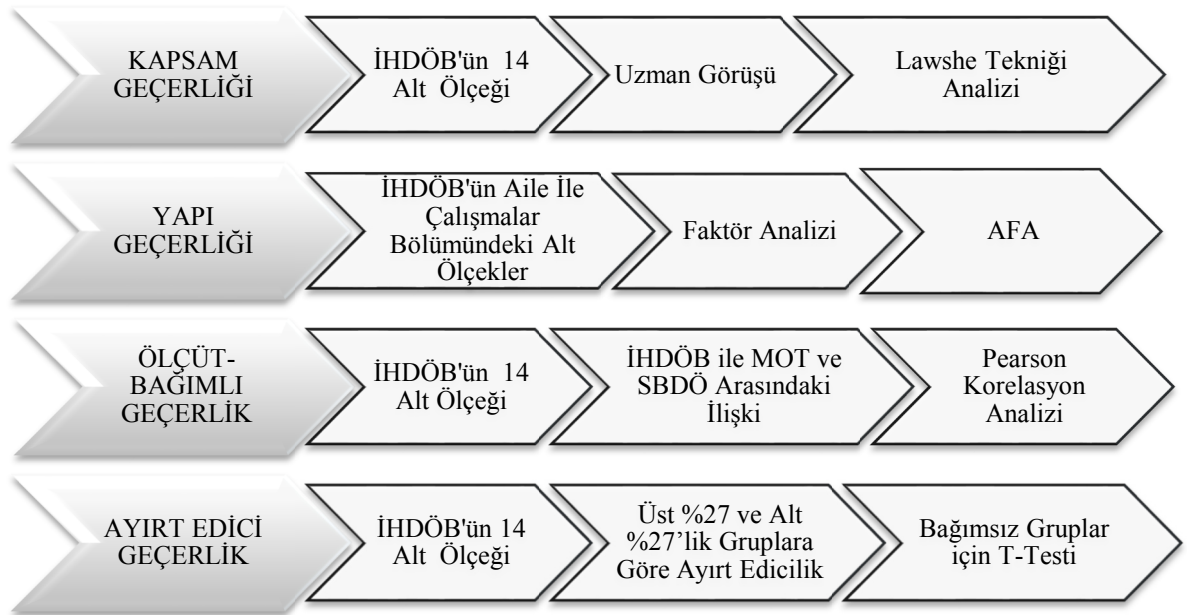 KAPSAM
GEÇERLİĞİ
İHDÖB'ün 14
Alt Ölçeği
Uzman Görüşü
Lawshe Tekniği
Analizi
YAPI
GEÇERLİĞİ
İHDÖB'ün Aile İle
Çalışmalar
Bölümündeki Alt
Ölçekler
Faktör Analizi
AFA
ÖLÇÜT-
BAĞIMLI
GEÇERLİK
İHDÖB'ün 14
Alt Ölçeği
İHDÖB ile MOT ve
SBDÖ Arasındaki
İlişki
Pearson
Korelasyon
Analizi
AYIRT EDİCİ
GEÇERLİK
İHDÖB'ün 14
Alt Ölçeği
Üst %27 ve Alt
%27’lik Gruplara
Göre Ayırt Edicilik
Bağımsız Gruplar
için T-Testi